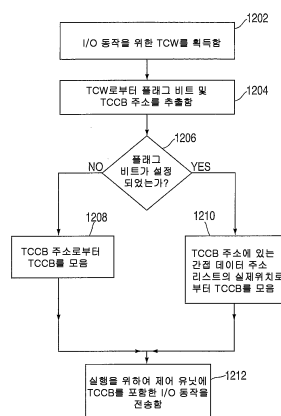 1202
I/O 동작을 위한 TCW를 획득함
1204
TCW로부터 플래그 비트 및
TCCB 주소를 추출함
1206
플래그
비트가 설정
되었는가?
NO
YES
1208
TCCB 주소로부터
TCCB를 모음
1210
TCCB 주소에 있는
간접 데이터 주소
리스트의 실제위치로
부터 TCCB를 모음
1212
실행을 위하여 제어 유닛에
TCCB를 포함한 I/O 동작을
전송함